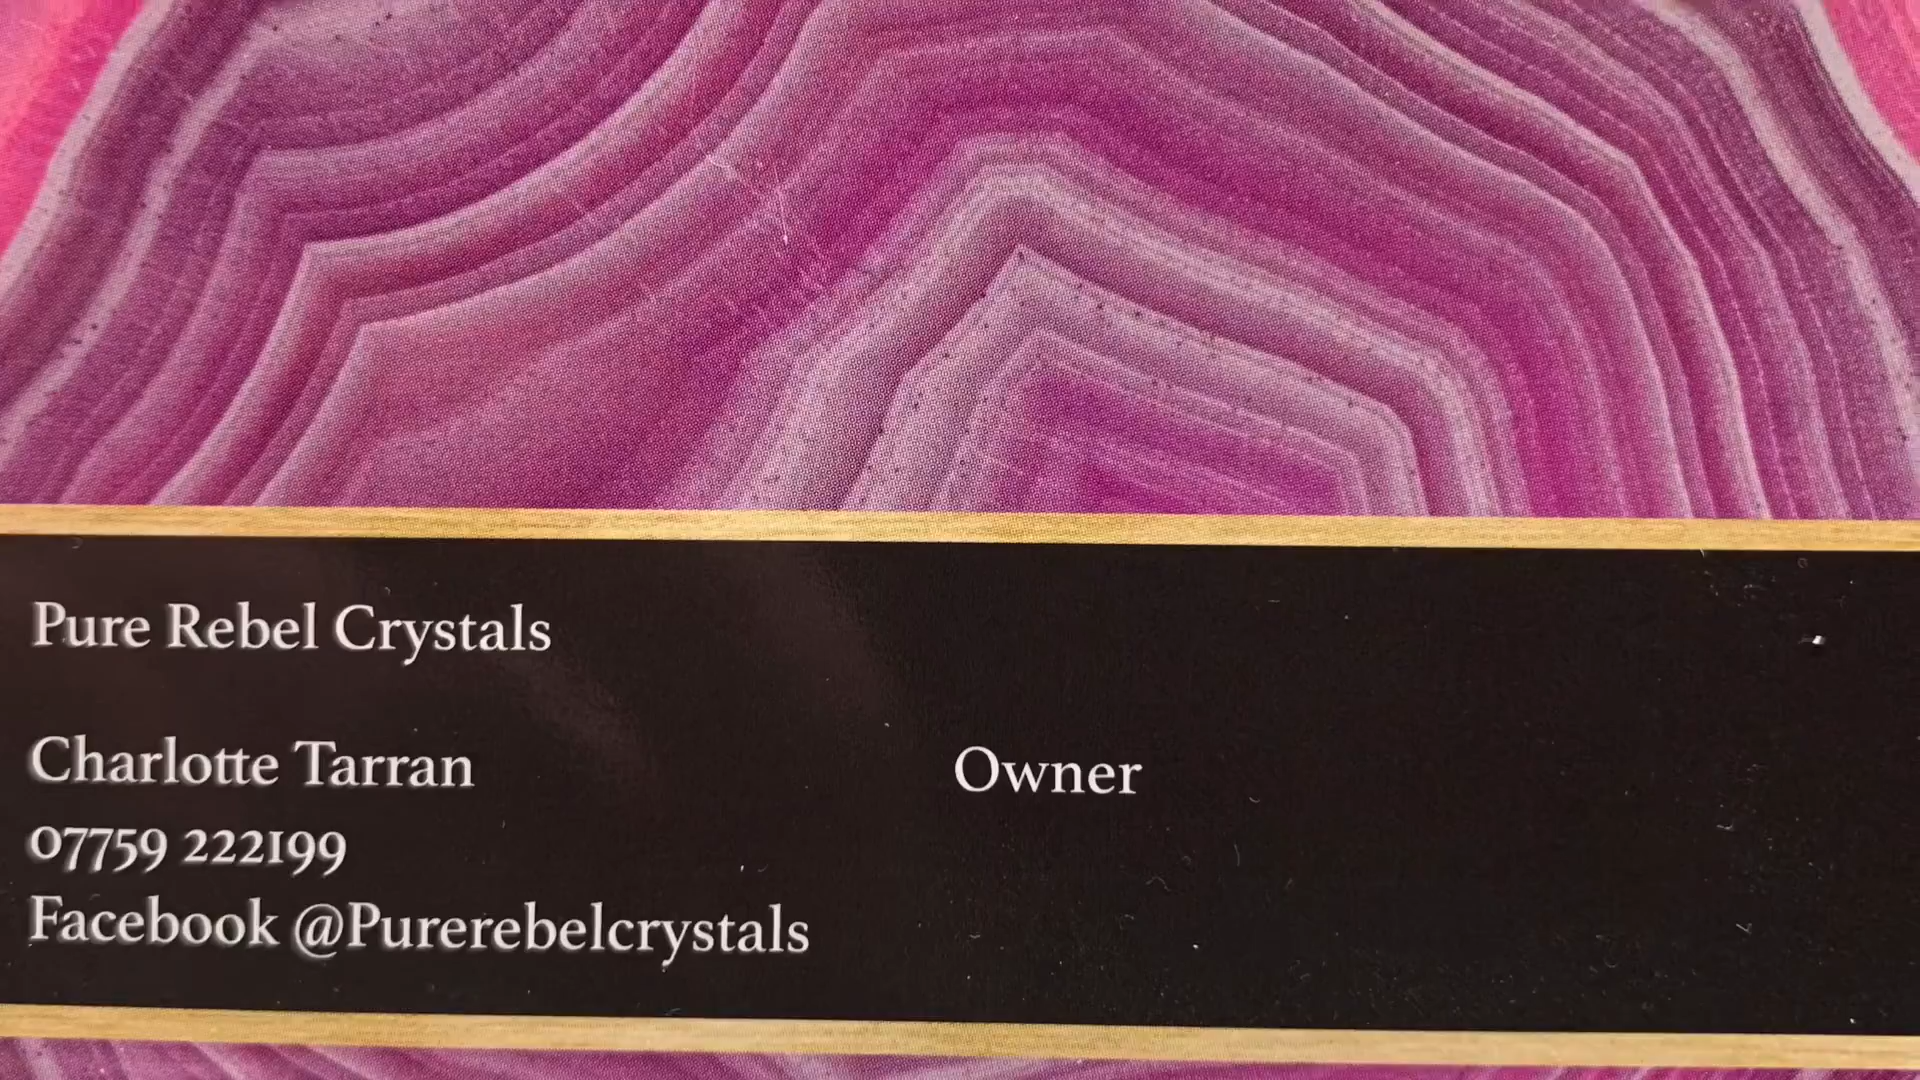 Pure Rebel Crystals
Charlotte Tarran Owner
07759 222199
Facebook @Purerebelcrystals